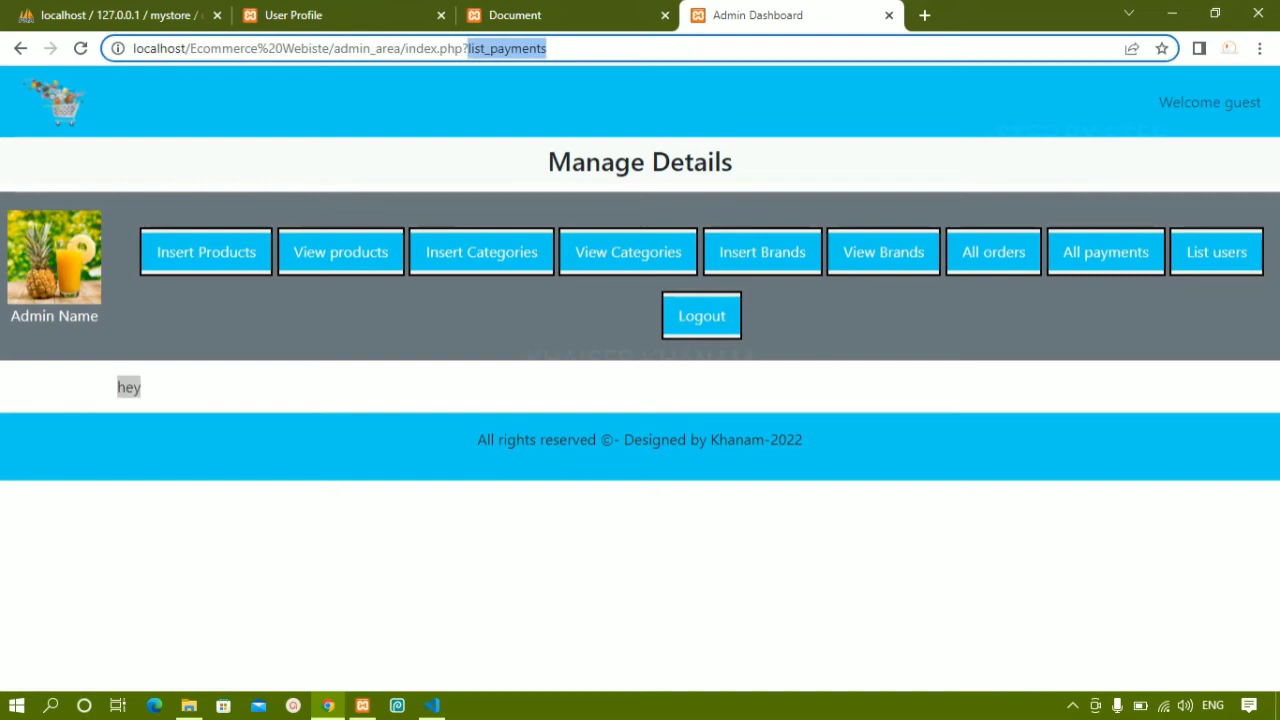 localhost / 127.0.0.1 / mystore /
User Profile
Document
Admin Dashboard
localhost/Ecommerce%20Webiste/admin_area/index.php?list_payments
Welcome guest
Manage Details
Insert Products
View products
Insert Categories
View Categories
Insert Brands
View Brands
All orders
All payments
List users
Admin Name
Logout
KHAISER KHANAM
hey
All rights reserved ©- Designed by Khanam-2022
ENG